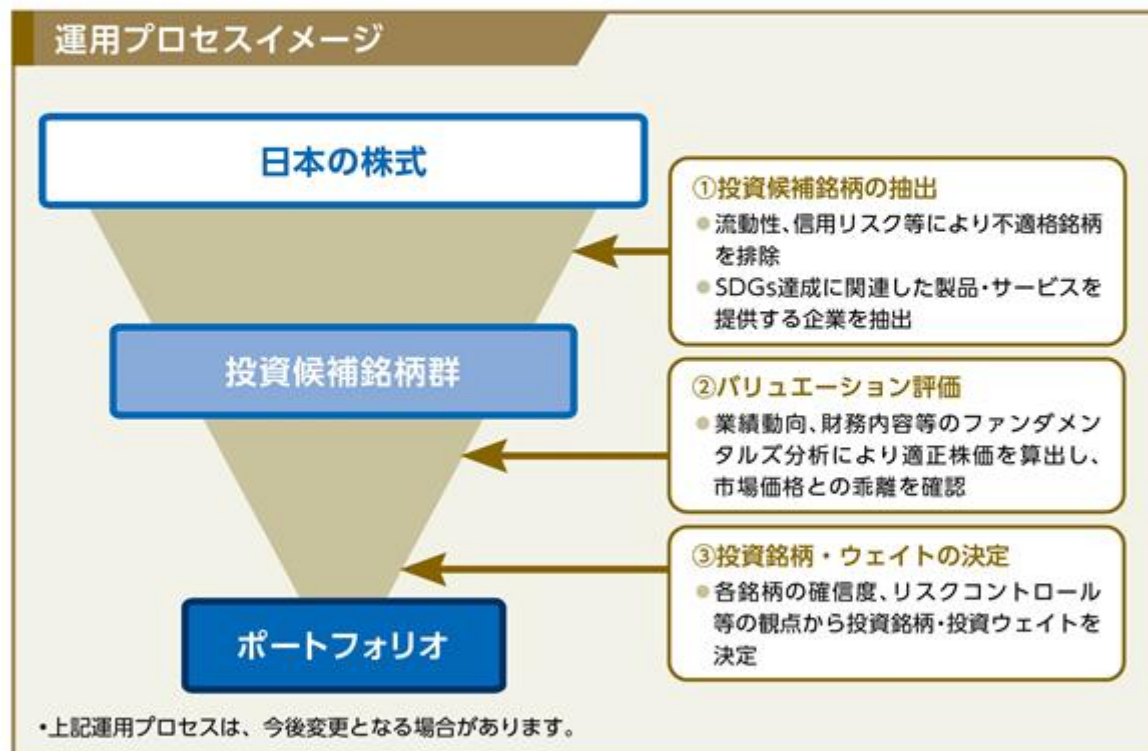 運用プロセスイメージ
日本の株式
①投資候補銘柄の抽出
●流動性、信用リスク等により不適格銘柄
を排除
●SDGs達成に関連した製品・サービスを
提供する企業を抽出
投資候補銘柄群
②バリュエーション評価
●業績動向、財務内容等のファンダメン
タルズ分析により適正株価を算出し、
市場価格との乖離を確認
③投資銘柄・ウェイトの決定
●各銘柄の確信度、リスクコントロール
等の観点から投資銘柄・投資ウェイトを
決定
ポートフォリオ
•上記運用プロセスは、今後変更となる場合があります。